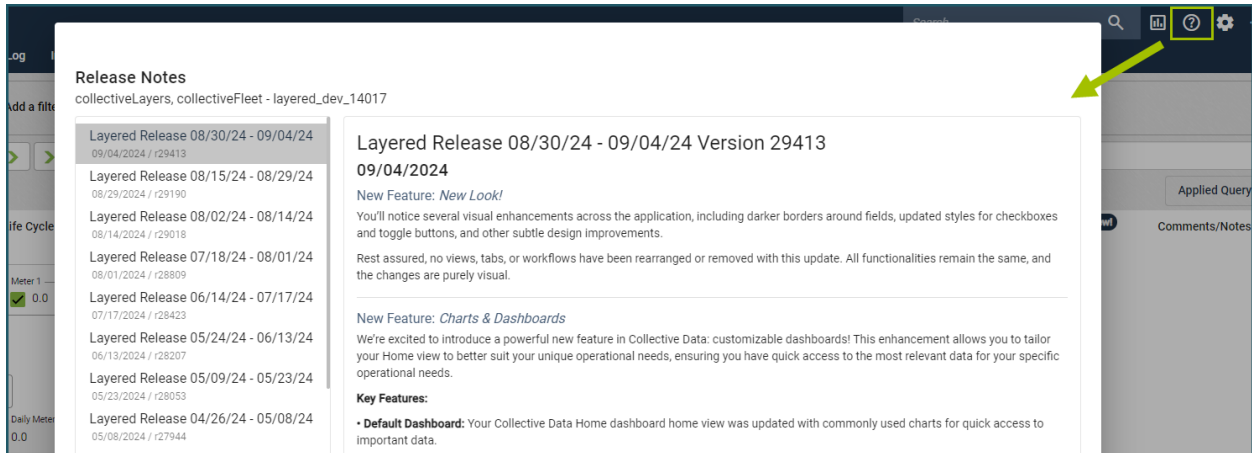 Search
Log
Add a filte
Applied Query
ife Cycle
Comments/Notes
Meter 1
0.0
Daily Meter
0.0
Release Notes
collectiveLayers, collectiveFleet - layered_dev_14017
Layered Release 08/30/24 - 09/04/24
09/04/2024 / r29413
Layered Release 08/15/24 - 08/29/24
08/29/2024 / r29190
Layered Release 08/02/24 - 08/14/24
08/14/2024 / r29018
Layered Release 07/18/24 - 08/01/24
08/01/2024 / r28809
Layered Release 06/14/24 - 07/17/24
07/17/2024 / r28423
Layered Release 05/24/24 - 06/13/24
06/13/2024 / r28207
Layered Release 05/09/24 - 05/23/24
05/23/2024 / r28053
Layered Release 04/26/24 - 05/08/24
05/08/2024 / r27944
Layered Release 08/30/24 - 09/04/24 Version 29413
09/04/2024
New Feature: New Look!
You'll notice several visual enhancements across the application, including darker borders around fields, updated styles for checkboxes
and toggle buttons, and other subtle design improvements.
Rest assured, no views, tabs, or workflows have been rearranged or removed with this update. All functionalities remain the same, and
the changes are purely visual.
New Feature: Charts & Dashboards
We're excited to introduce a powerful new feature in Collective Data: customizable dashboards! This enhancement allows you to tailor
your Home view to better suit your unique operational needs, ensuring you have quick access to the most relevant data for your specific
operational needs.
Key Features:
• Default Dashboard: Your Collective Data Home dashboard home view was updated with commonly used charts for quick access to
important data.